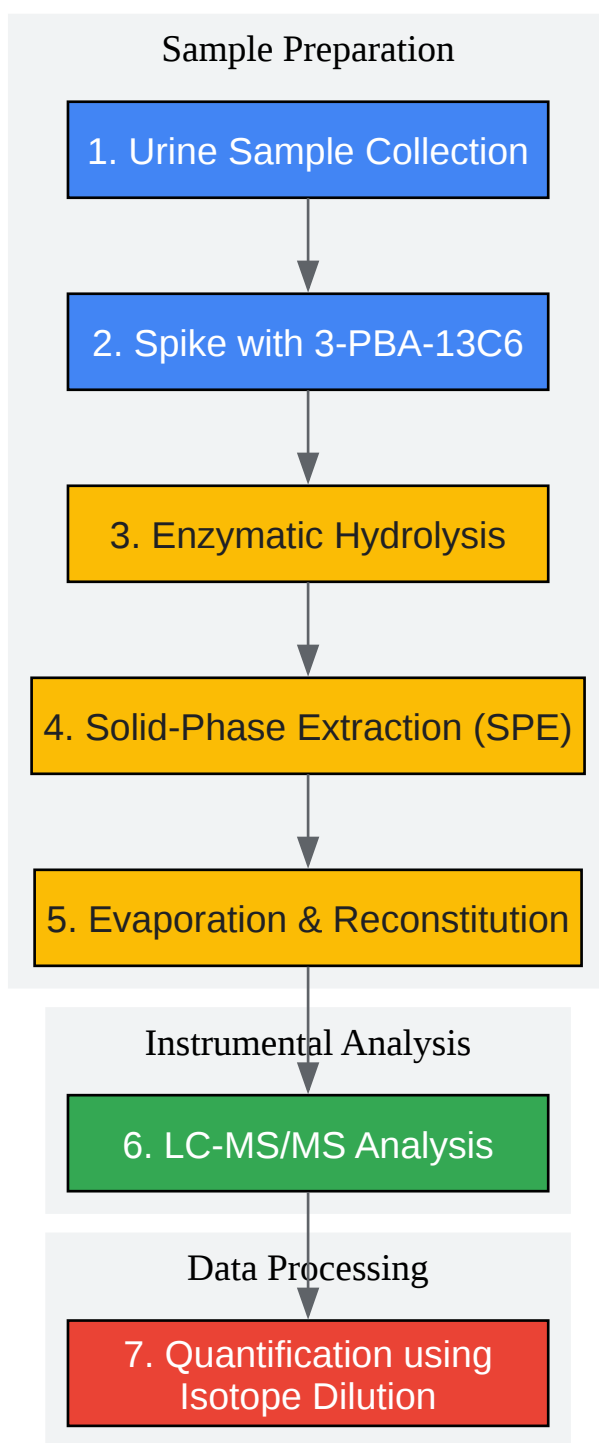 Sample Preparation
1. Urine Sample Collection
2. Spike with 3-PBA-13C6
3. Enzymatic Hydrolysis
4. Solid-Phase Extraction (SPE)
5. Evaporation & Reconstitution
Instrumental Analysis
6. LC-MS/MS Analysis
Data Processing
7. Quantification using
Isotope Dilution